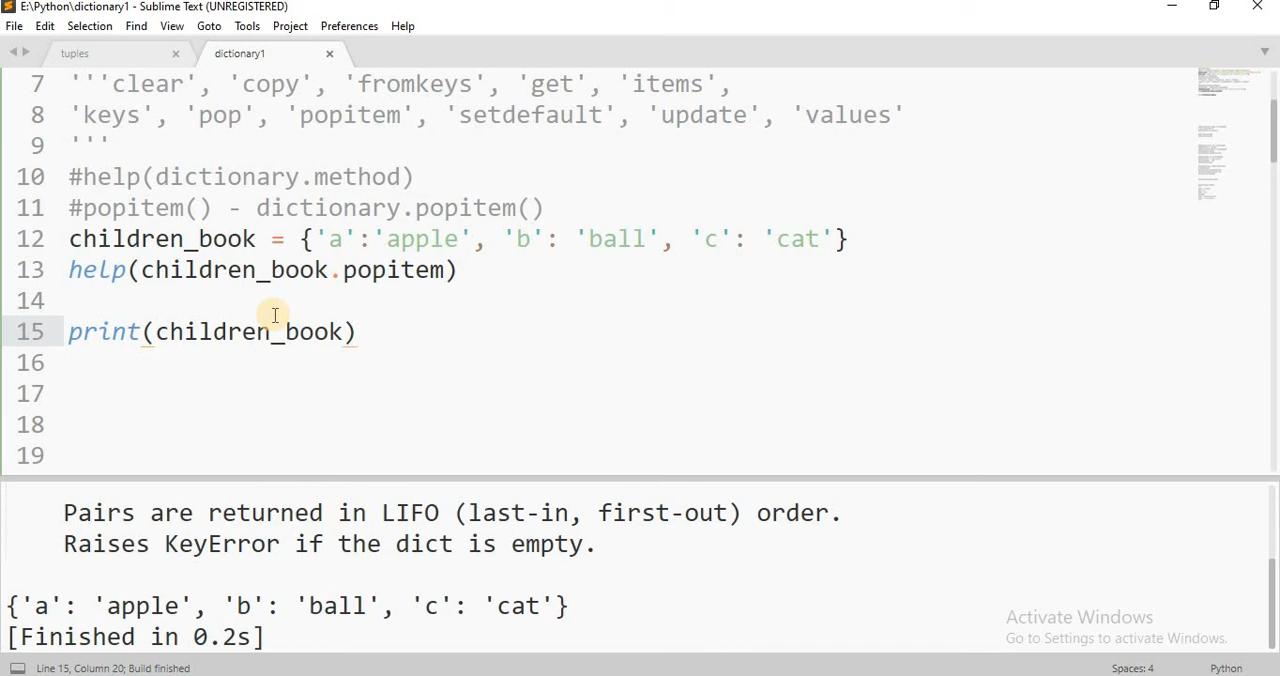 E:\Python\dictionary1 - Sublime Text (UNREGISTERED)
File Edit Selection Find View Goto Tools Project Preferences Help
tuples dictionary1
7 '''clear', 'copy', 'fromkeys', 'get', 'items',
8 'keys', 'pop', 'popitem', 'setdefault', 'update', 'values'
9 '''
10 #help(dictionary.method)
11 #popitem() - dictionary.popitem()
12 children_book = {'a':'apple', 'b': 'ball', 'c': 'cat'}
13 help(children_book.popitem)
14
15 print(children_book)
16
17
18
19
Pairs are returned in LIFO (last-in, first-out) order.
Raises KeyError if the dict is empty.
{'a': 'apple', 'b': 'ball', 'c': 'cat'}
[Finished in 0.2s]
Activate Windows
Go to Settings to activate Windows.
Line 15, Column 20; Build finished Spaces: 4 Python